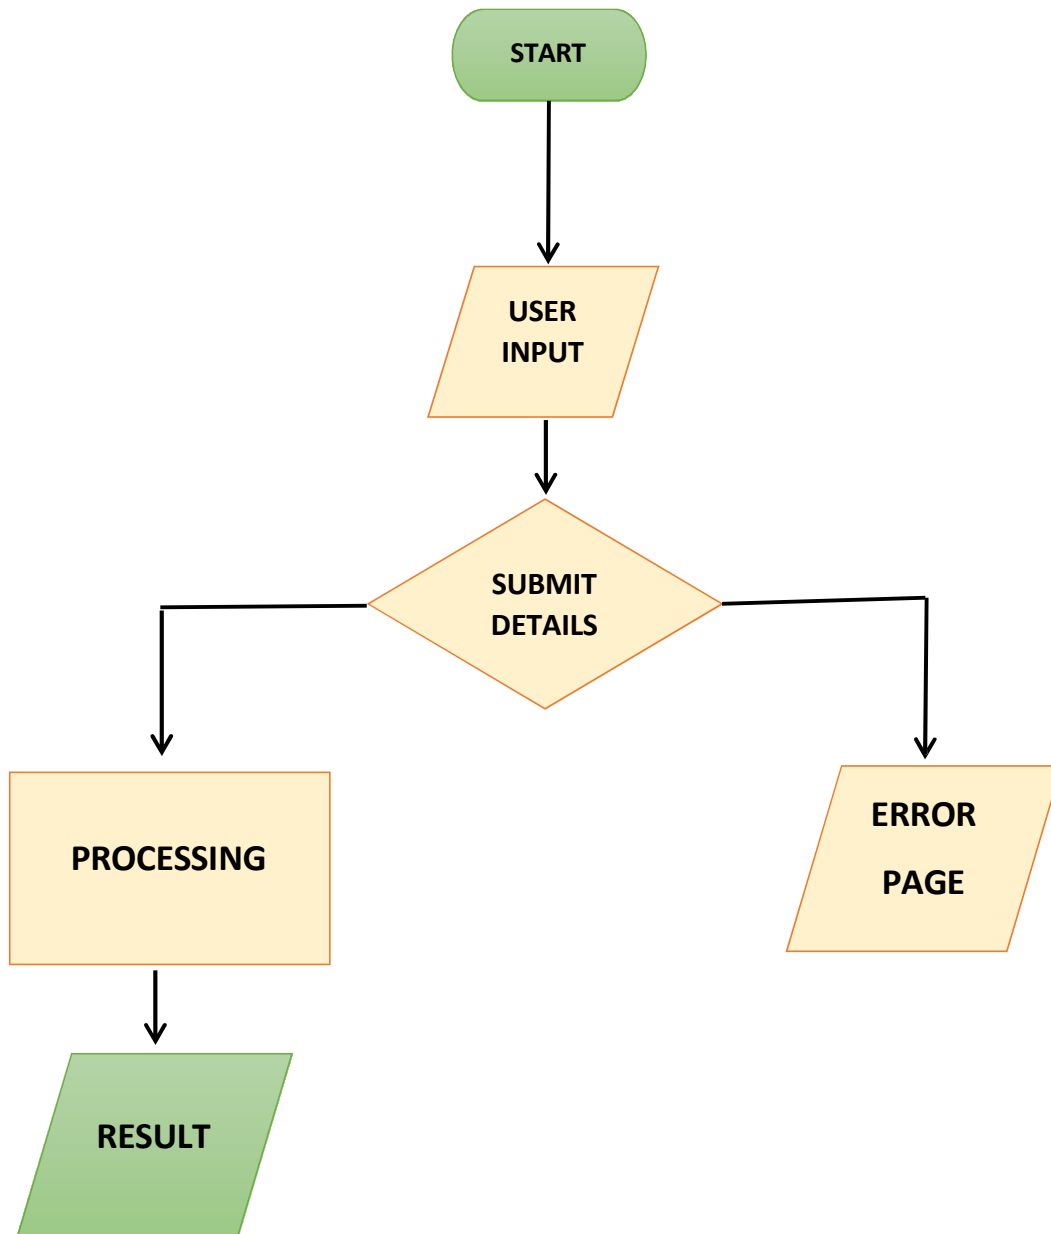 START
USER
INPUT
SUBMIT
DETAILS
PROCESSING
ERROR
PAGE
RESULT